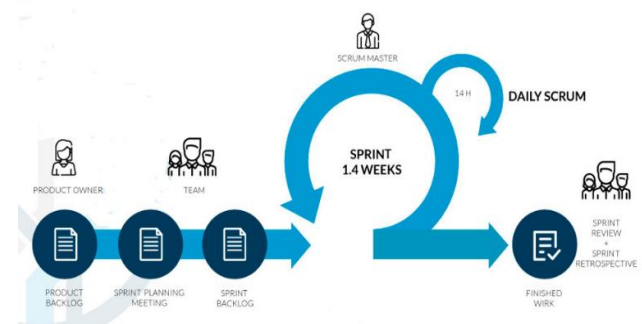 SCRUM MASTER
14 H
DAILY SCRUM
SPRINT
1.4 WEEKS
PRODUCT OWNER
TEAM
SPRINT
REVIEW
+
SPRINT
RETROSPECTIVE
PRODUCT
BACKLOG
SPRINT PLANNING
MEETING
SPRINT
BACKLOG
FINISHED
WIRK